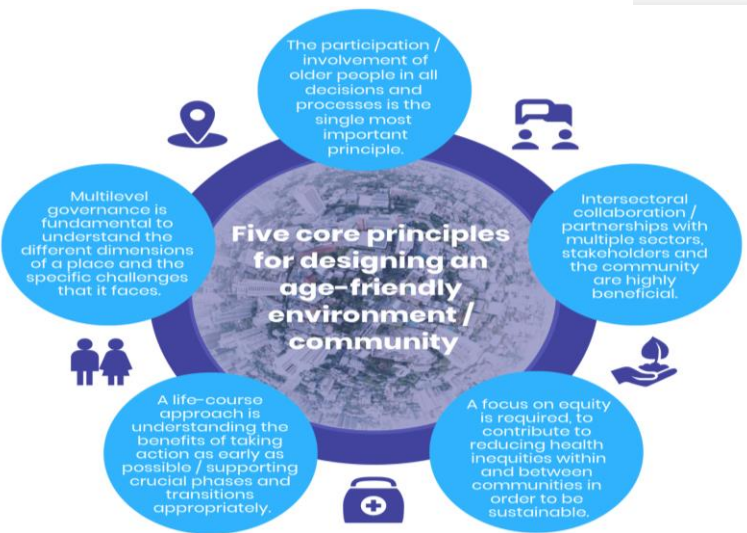 The participation /
involvement of
older people in all
decisions and
processes is the
single most
important
principle.
Multilevel
governance is
fundamental to
understand the
different dimensions
of a place and the
specific challenges
that it faces.
Five core principles
for designing an
age-friendly
environment /
community
Intersectoral
collaboration /
partnerships with
multiple sectors,
stakeholders and
the community
are highly
beneficial.
A life-course
approach is
understanding the
benefits of taking
action as early as
possible / supporting
crucial phases and
transitions
appropriately.
A focus on equity
is required, to
contribute to
reducing health
inequities within
and between
communities in
order to be
sustainable.